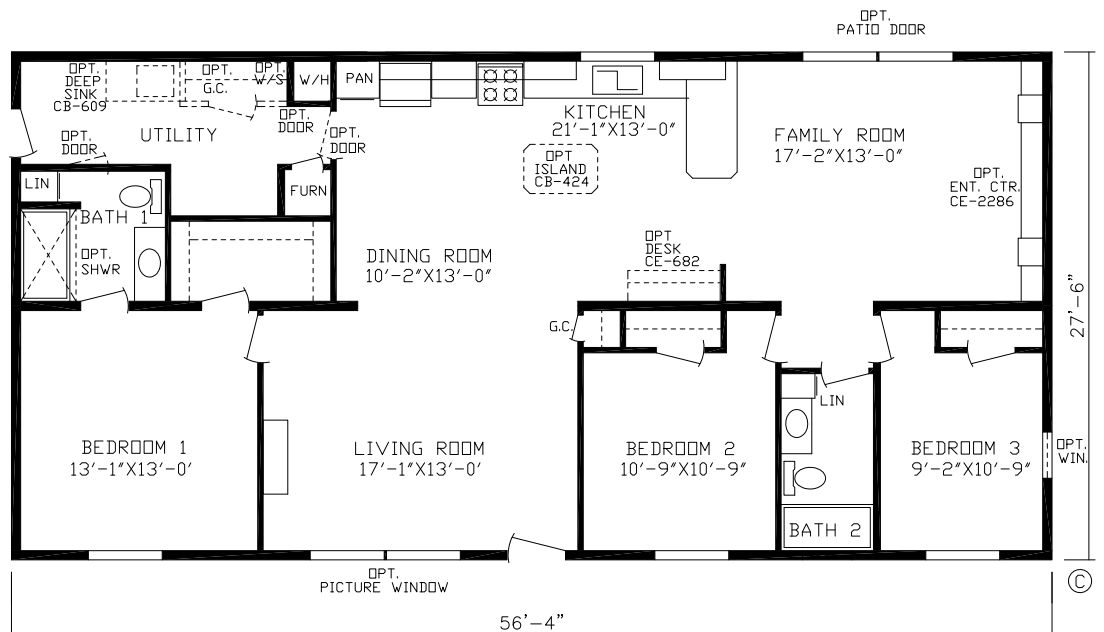 OPT.
PATIO DOOR
OPT.
DEEP
SINK
CB-609
OPT.
G.C.
OPT.
W/S
W/H
PAN
OPT.
DOOR
OPT.
DOOR
OPT.
DOOR
UTILITY
KITCHEN
21'-1"X13'-0"
FAMILY ROOM
17'-2"X13'-0"
OPT
ISLAND
CB-424
OPT.
ENT. CTR.
CE-2286
LIN
FURN
BATH 1
OPT.
SHWR
DINING ROOM
10'-2"X13'-0"
OPT
DESK
CE-682
G.C.
27'-6"
LIN
BEDROOM 1
13'-1"X13'-0'
LIVING ROOM
17'-1"X13'-0'
BEDROOM 2
10'-9"X10'-9"
BEDROOM 3
9'-2"X10'-9"
OPT.
WIN.
BATH 2
OPT.
PICTURE WINDOW
C
56'-4"